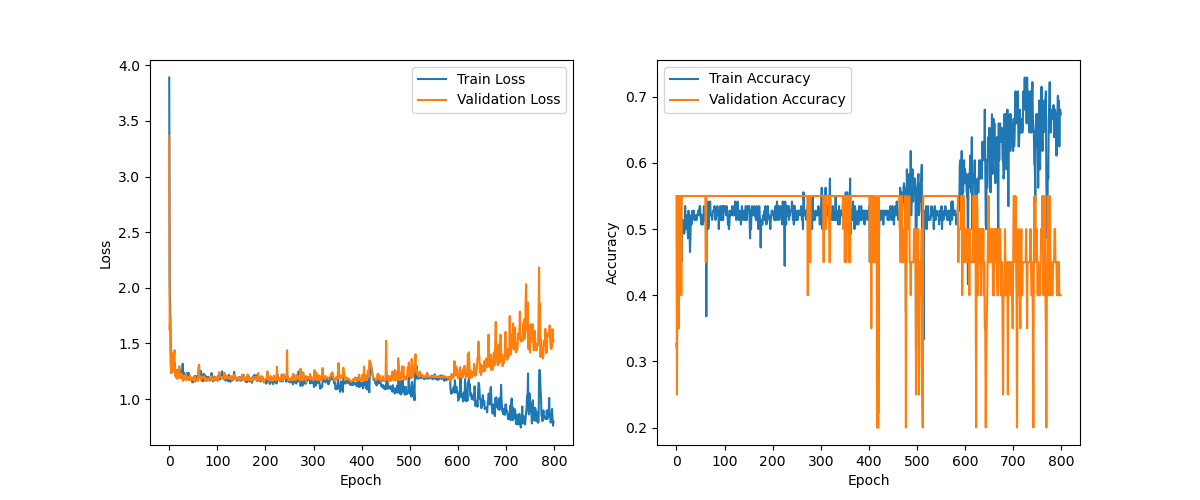 4.0
3.5
3.0
2.5
2.0
1.5
1.0
Loss
0 100 200 300 400 500 600 700 800
Epoch
Train Loss
Validation Loss
0.7
0.6
0.5
0.4
0.3
0.2
Accuracy
0 100 200 300 400 500 600 700 800
Epoch
Train Accuracy
Validation Accuracy